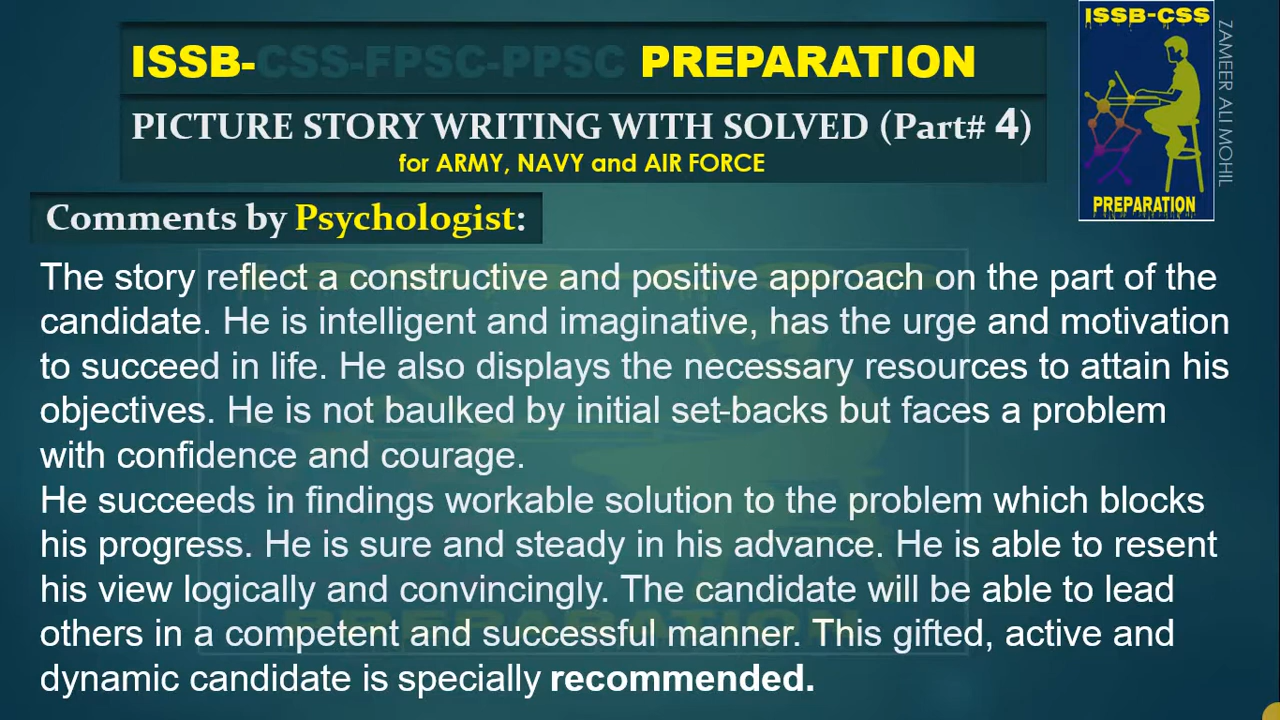 ISSB-CSS-FPSC-PPSC PREPARATION
PICTURE STORY WRITING WITH SOLVED (Part# 4)
for ARMY, NAVY and AIR FORCE
ISSB-CSS
PREPARATION
ZAMEER ALI MOHIL
Comments by Psychologist:
The story reflect a constructive and positive approach on the part of the
candidate. He is intelligent and imaginative, has the urge and motivation
to succeed in life. He also displays the necessary resources to attain his
objectives. He is not baulked by initial set-backs but faces a problem
with confidence and courage.
He succeeds in findings workable solution to the problem which blocks
his progress. He is sure and steady in his advance. He is able to resent
his view logically and convincingly. The candidate will be able to lead
others in a competent and successful manner. This gifted, active and
dynamic candidate is specially recommended.
PREPARATION